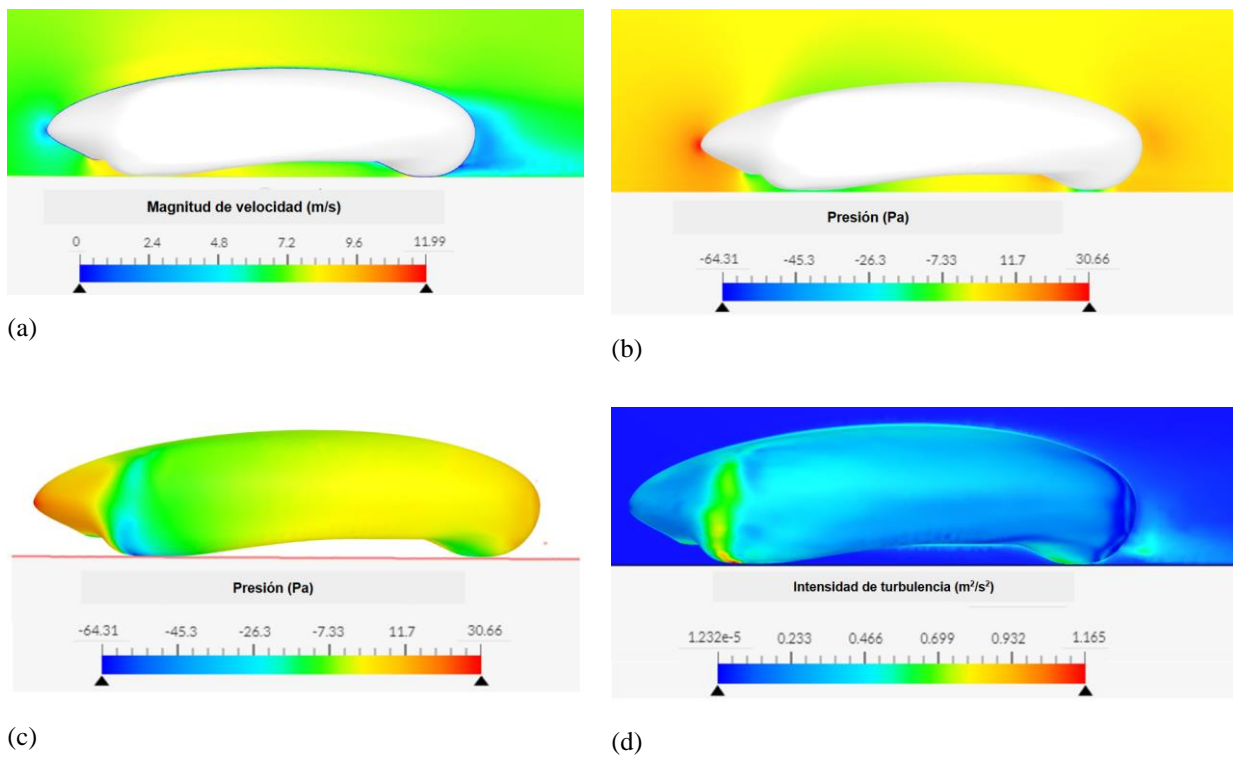 Magnitud de velocidad (m/s)
0 2.4 4.8 7.2 9.6 11.99
(a)
Presión (Pa)
-64.31 -45.3 -26.3 -7.33 11.7 30.66
(b)
Presión (Pa)
-64.31 -45.3 -26.3 -7.33 11.7 30.66
(c)
Intensidad de turbulencia (m²/s²)
1.232e-5 0.233 0.466 0.699 0.932 1.165
(d)